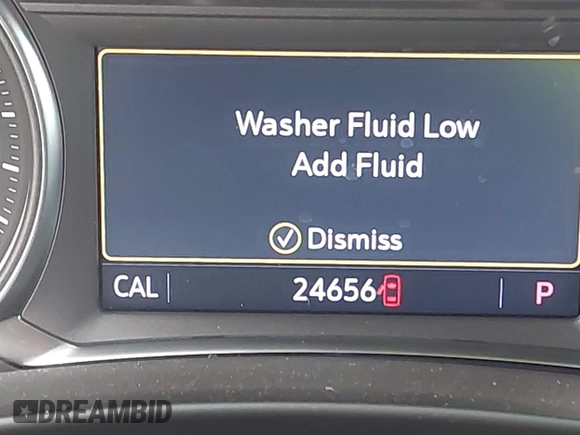 Washer Fluid Low
Add Fluid
Dismiss
CAL 24656 P
DREAMBID